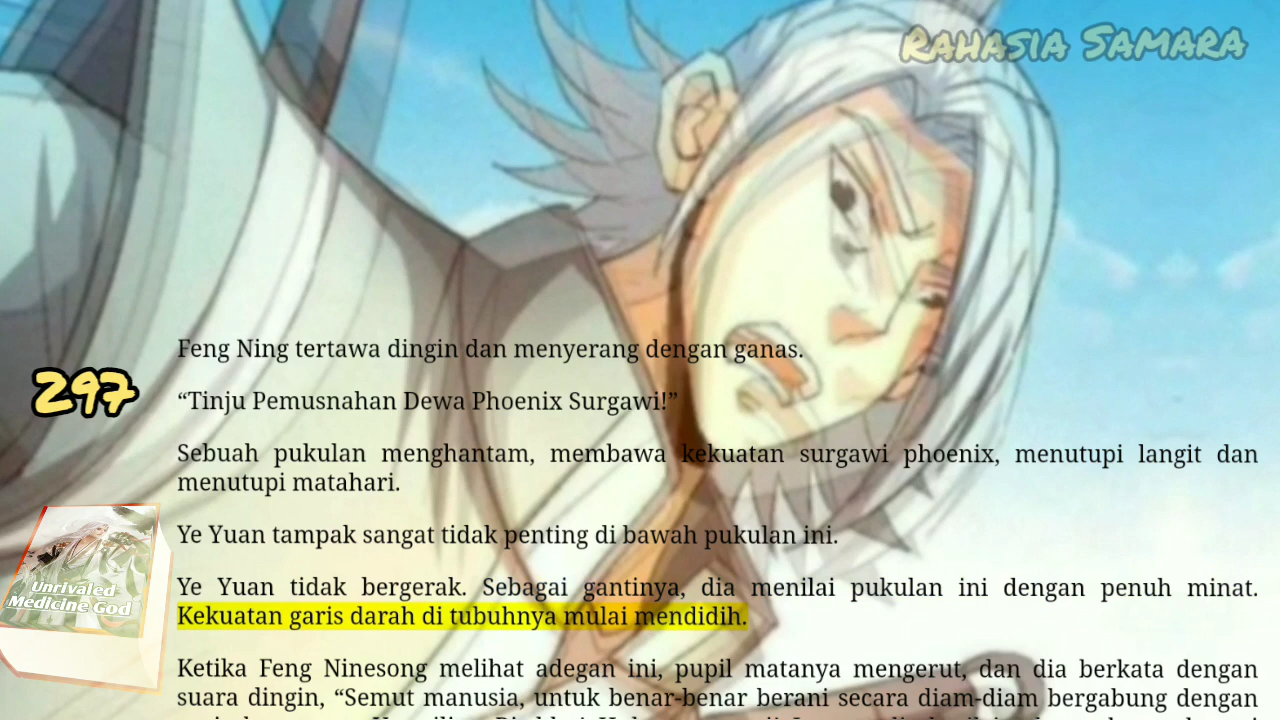 Rahasia Samara
Feng Ning tertawa dingin dan menyerang dengan ganas.
297
“Tinju Pemusnahan Dewa Phoenix Surgawi!”
Sebuah pukulan menghantam, membawa kekuatan surgawi phoenix, menutupi langit dan
menutupi matahari.
Ye Yuan tampak sangat tidak penting di bawah pukulan ini.
Ye Yuan tidak bergerak. Sebagai gantinya, dia menilai pukulan ini dengan penuh minat.
Kekuatan garis darah di tubuhnya mulai mendidih.
Unrivaled
Medicine God
Ketika Feng Ninesong melihat adegan ini, pupil matanya mengerut, dan dia berkata dengan
suara dingin, “Semut manusia, untuk benar-benar berani secara diam-diam bergabung dengan